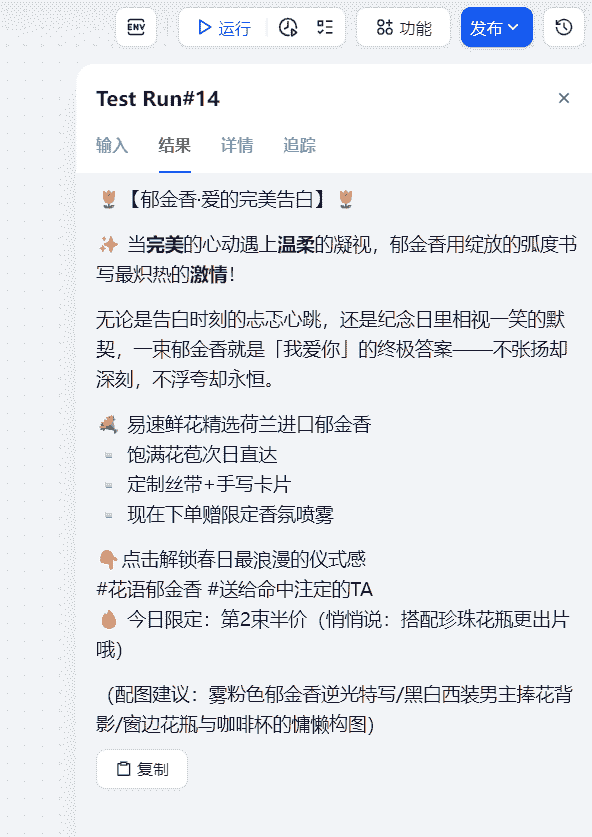 ENV 运行 功能 发布
Test Run#14
输入 结果 详情 追踪
🌷【郁金香·爱的完美告白】🌷
✨ 当完美的心动遇上温柔的凝视，郁金香用绽放的弧度书
写最炽热的激情！
无论是告白时刻的忐忑心跳，还是纪念日里相视一笑的默
契，一束郁金香就是「我爱你」的终极答案——不张扬却
深刻，不浮夸却永恒。
💐 易速鲜花精选荷兰进口郁金香
▫️ 饱满花苞次日直达
▫️ 定制丝带+手写卡片
▫️ 现在下单赠限定香氛喷雾
👇点击解锁春日最浪漫的仪式感
#花语郁金香 #送给命中注定的TA
🔥 今日限定：第2束半价（悄悄说：搭配珍珠花瓶更出片
哦）
（配图建议：雾粉色郁金香逆光特写/黑白西装男主捧花背
影/窗边花瓶与咖啡杯的慵懒构图）
复制